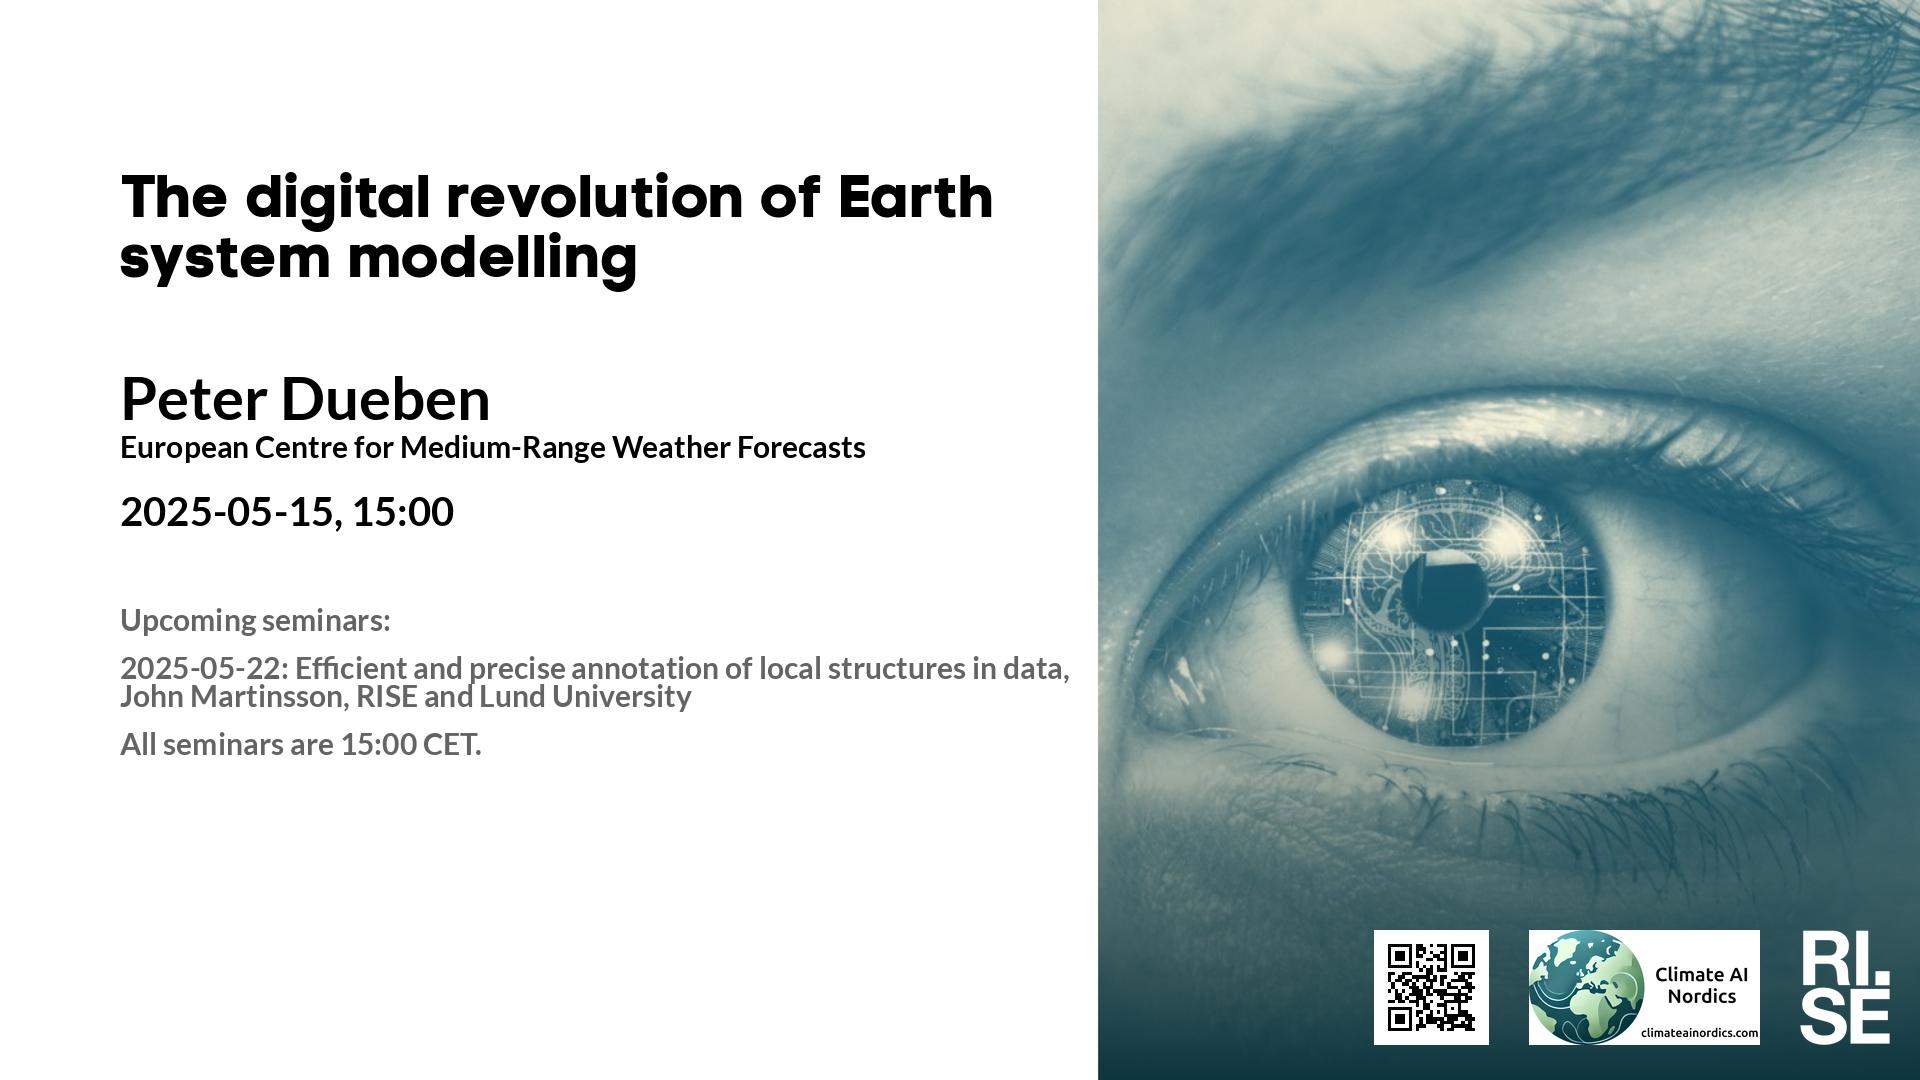 The digital revolution of Earth
system modelling
Peter Dueben
European Centre for Medium-Range Weather Forecasts
2025-05-15, 15:00
Upcoming seminars:
2025-05-22: Efficient and precise annotation of local structures in data,
John Martinsson, RISE and Lund University
All seminars are 15:00 CET.
Climate AI
Nordics
climateainordics.com
RI.
SE